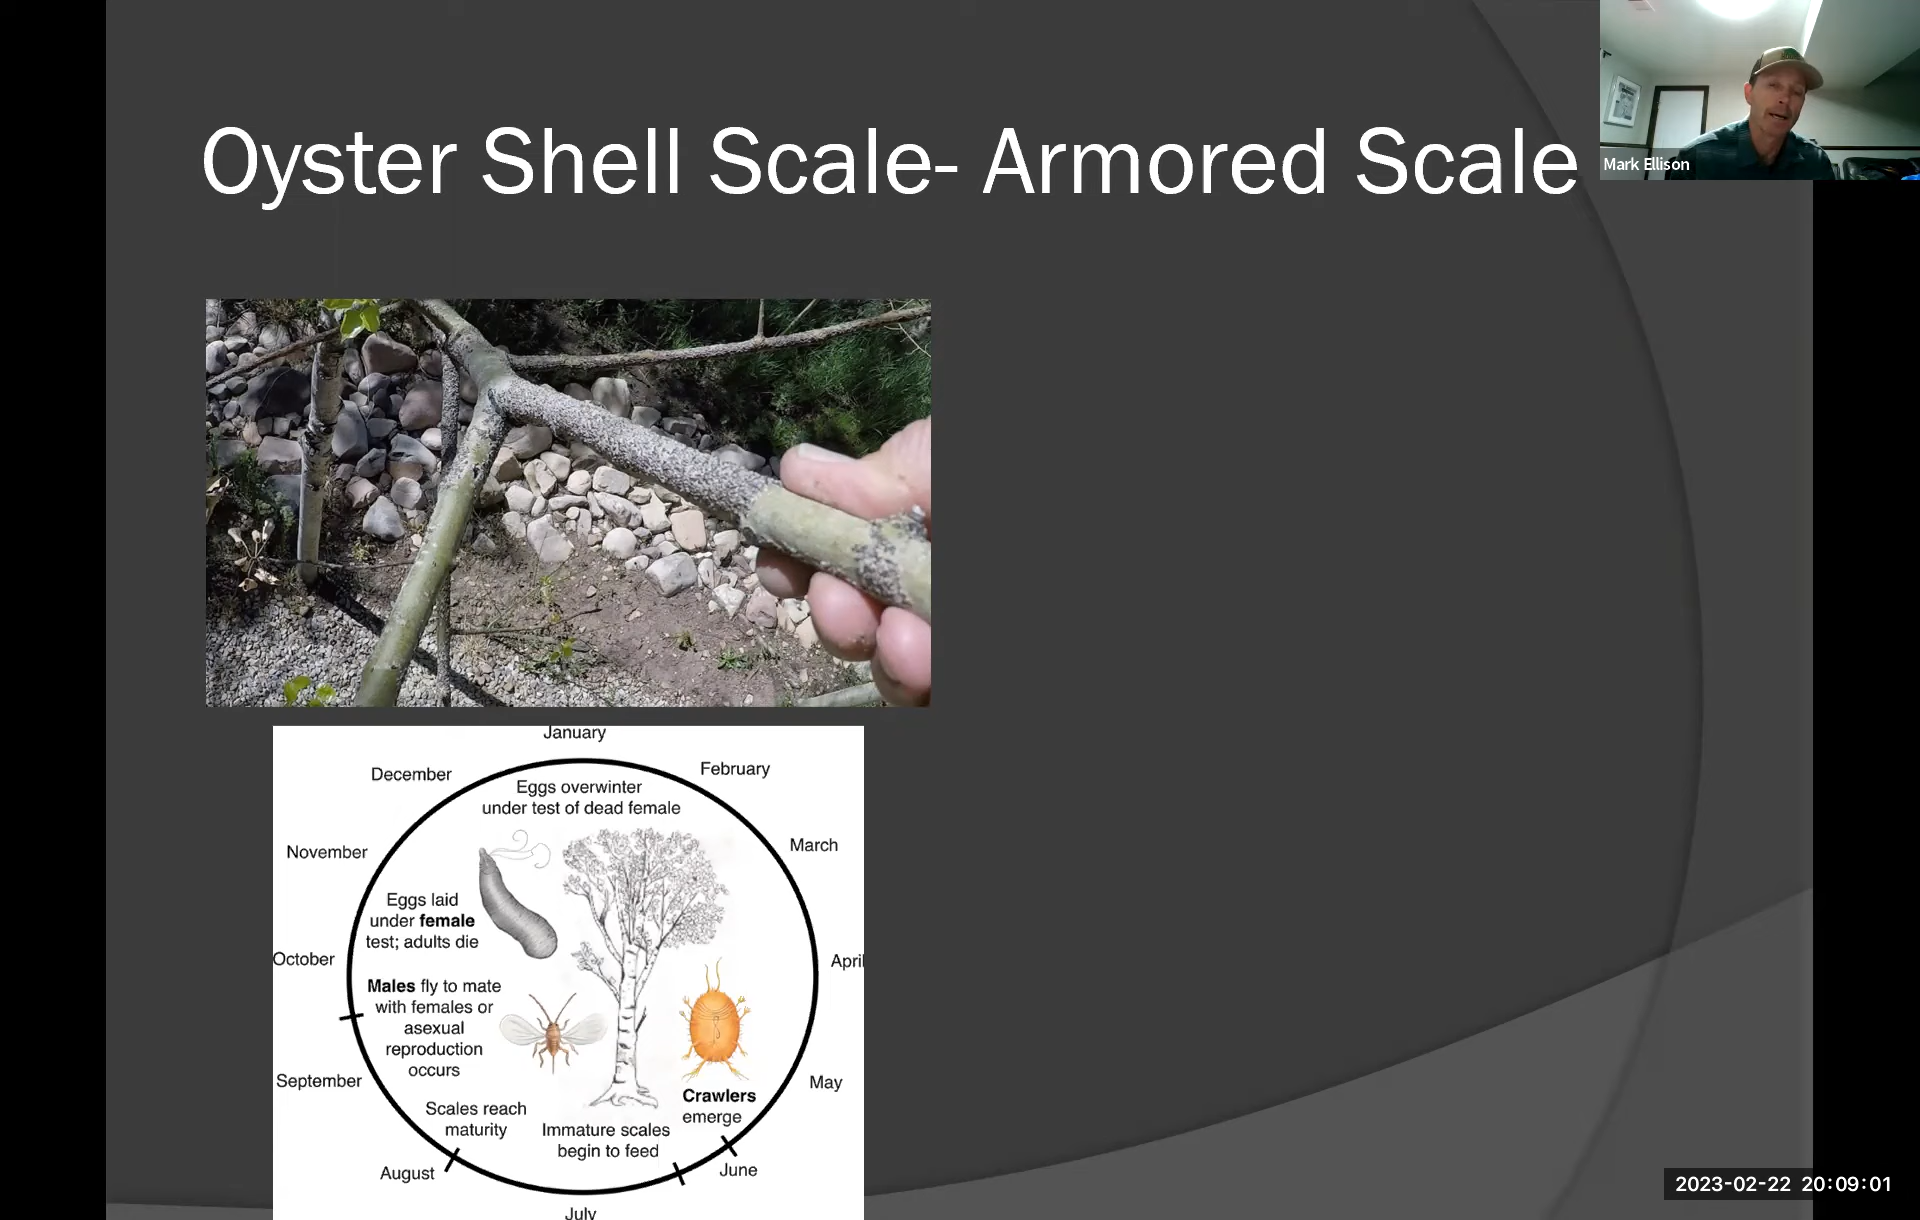 Oyster Shell Scale- Armored Scale
Mark Ellison
January
December
February
Eggs overwinter
under test of dead female
November
March
Eggs laid
under female
test; adults die
October
April
Males fly to mate
with females or
asexual
reproduction
occurs
September
May
Crawlers
emerge
Scales reach
maturity
Immature scales
begin to feed
August
June
July
2023-02-22 20:09:01